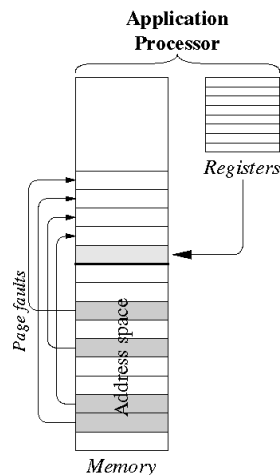 Application
Processor
Registers
Page faults
Address space
Memory